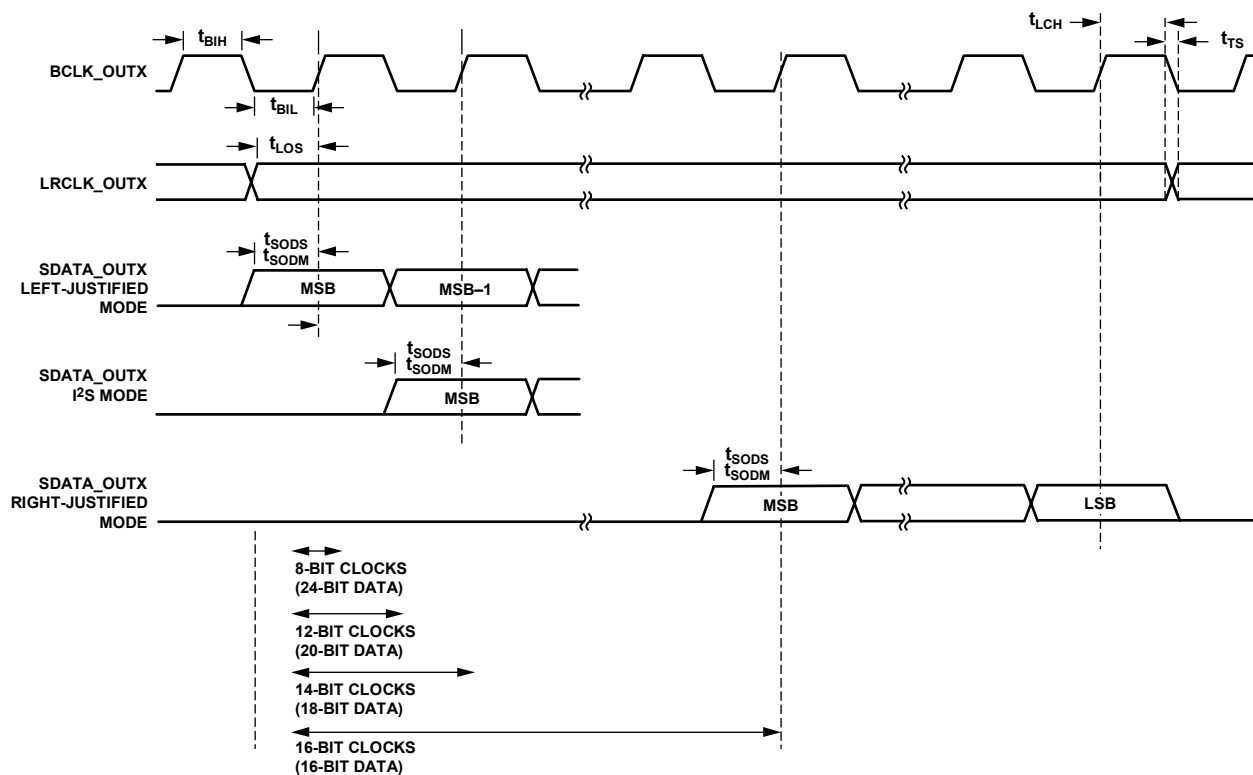 tLCH
tBIH
tTS
BCLK_OUTX
tBIL
tLOS
LRCLK_OUTX
tSODS
tSODM
SDATA_OUTX
LEFT-JUSTIFIED
MODE
MSB
MSB–1
tSODS
tSODM
SDATA_OUTX
I²S MODE
MSB
tSODS
tSODM
SDATA_OUTX
RIGHT-JUSTIFIED
MODE
MSB
LSB
8-BIT CLOCKS
(24-BIT DATA)
12-BIT CLOCKS
(20-BIT DATA)
14-BIT CLOCKS
(18-BIT DATA)
16-BIT CLOCKS
(16-BIT DATA)